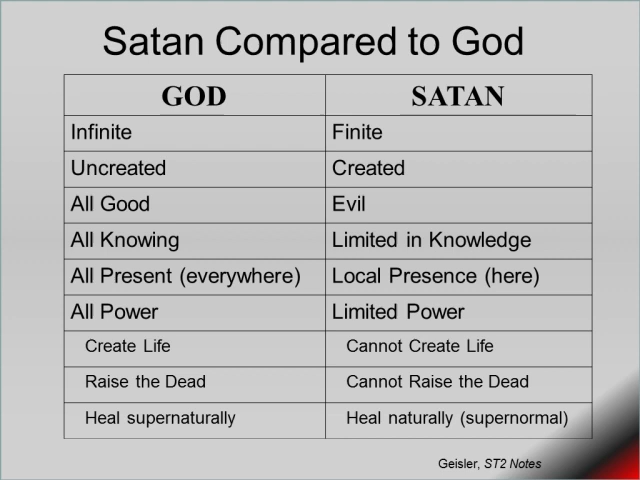 Satan Compared to God
GOD SATAN
Infinite Finite
Uncreated Created
All Good Evil
All Knowing Limited in Knowledge
All Present (everywhere) Local Presence (here)
All Power Limited Power
Create Life Cannot Create Life
Raise the Dead Cannot Raise the Dead
Heal supernaturally Heal naturally (supernormal)
Geisler, ST2 Notes